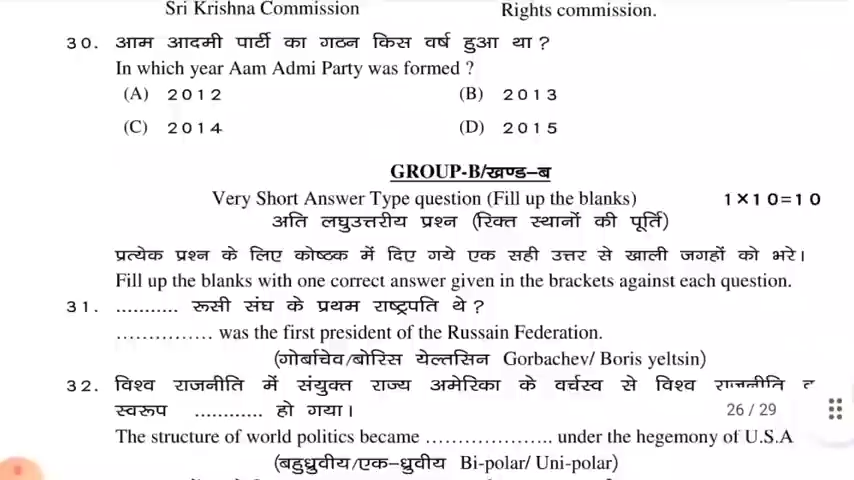 Sri Krishna Commission Rights commission.
30. आम आदमी पार्टी का गठन किस वर्ष हुआ था ?
In which year Aam Admi Party was formed ?
(A) 2012 (B) 2013
(C) 2014 (D) 2015
GROUP-B/खण्ड–ब
Very Short Answer Type question (Fill up the blanks) 1×10=10
अति लघुउत्तरीय प्रश्न (रिक्त स्थानों की पूर्ति)
प्रत्येक प्रश्न के लिए कोष्ठक में दिए गये एक सही उत्तर से खाली जगहों को भरे।
Fill up the blanks with one correct answer given in the brackets against each question.
31. ........... रूसी संघ के प्रथम राष्ट्रपति थे ?
............... was the first president of the Russain Federation.
(गोर्बाचेव/बोरिस येल्तसिन Gorbachev/ Boris yeltsin)
32. विश्व राजनीति में संयुक्त राज्य अमेरिका के वर्चस्व से विश्व राजनीति
स्वरूप ............ हो गया।
26 / 29
The structure of world politics became .................... under the hegemony of U.S.A
(बहुध्रुवीय/एक–ध्रुवीय Bi-polar/ Uni-polar)